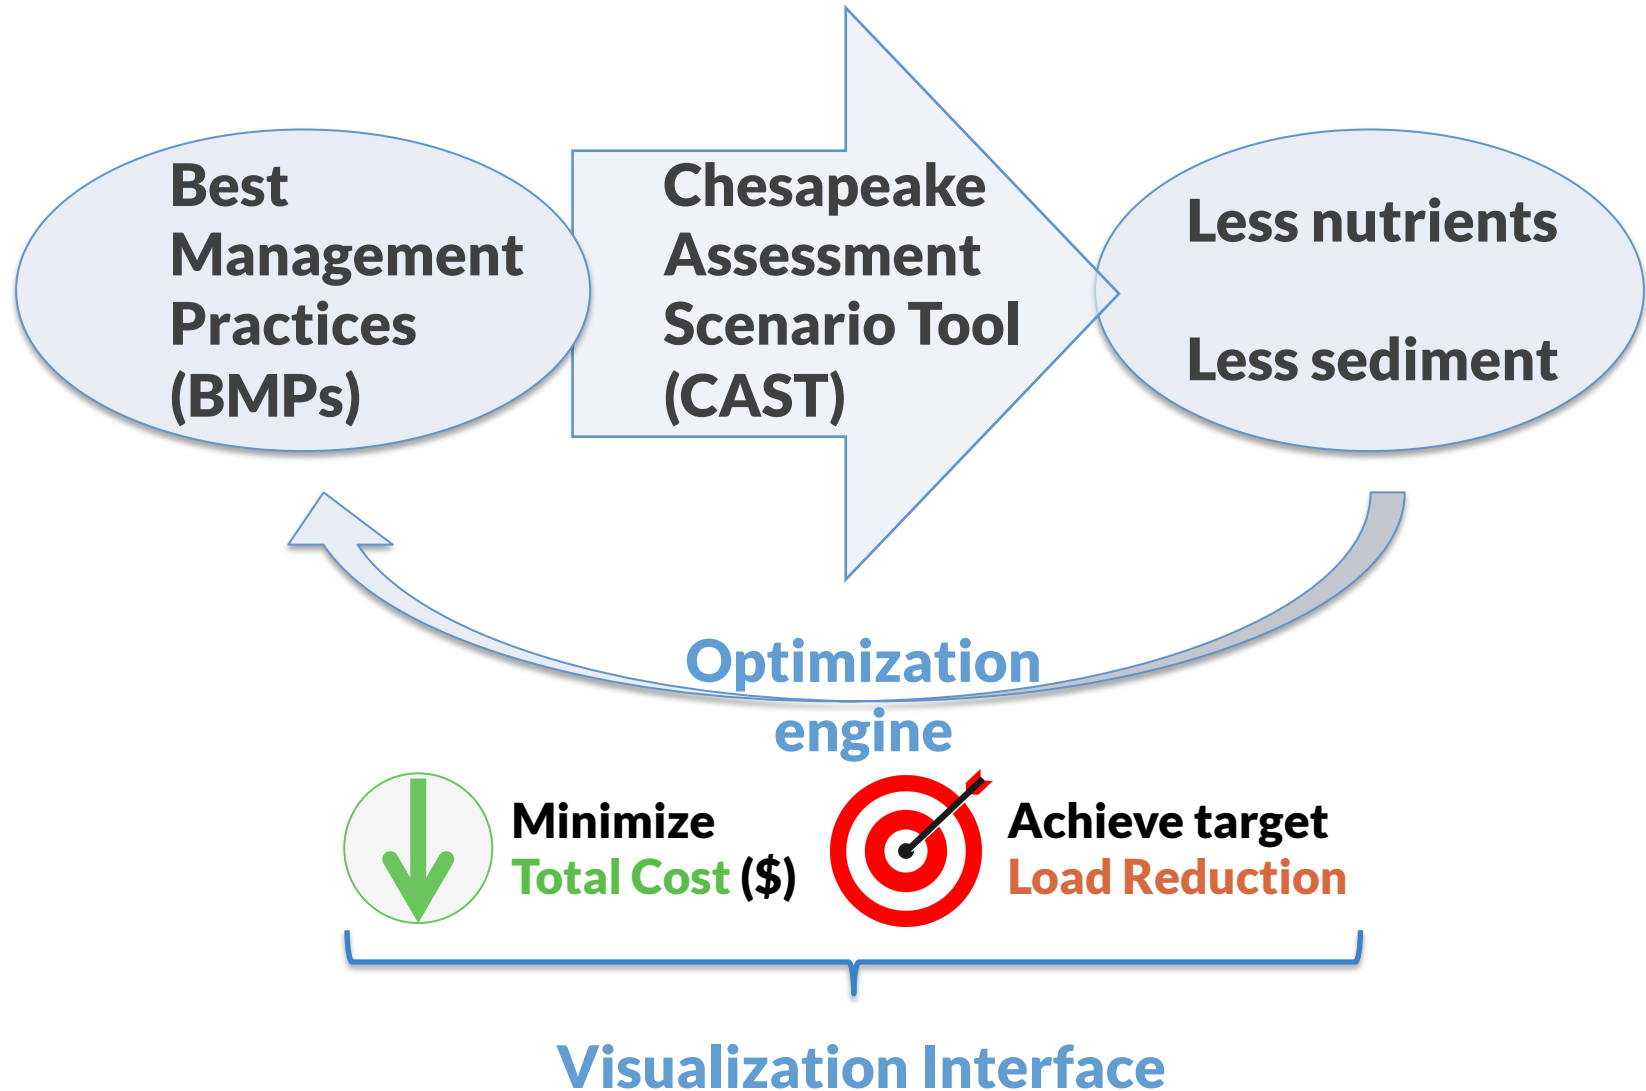 Best
Management
Practices
(BMPs)
Chesapeake
Assessment
Scenario Tool
(CAST)
Less nutrients
Less sediment
Optimization
engine
Minimize
Total Cost ($)
Achieve target
Load Reduction
Visualization Interface